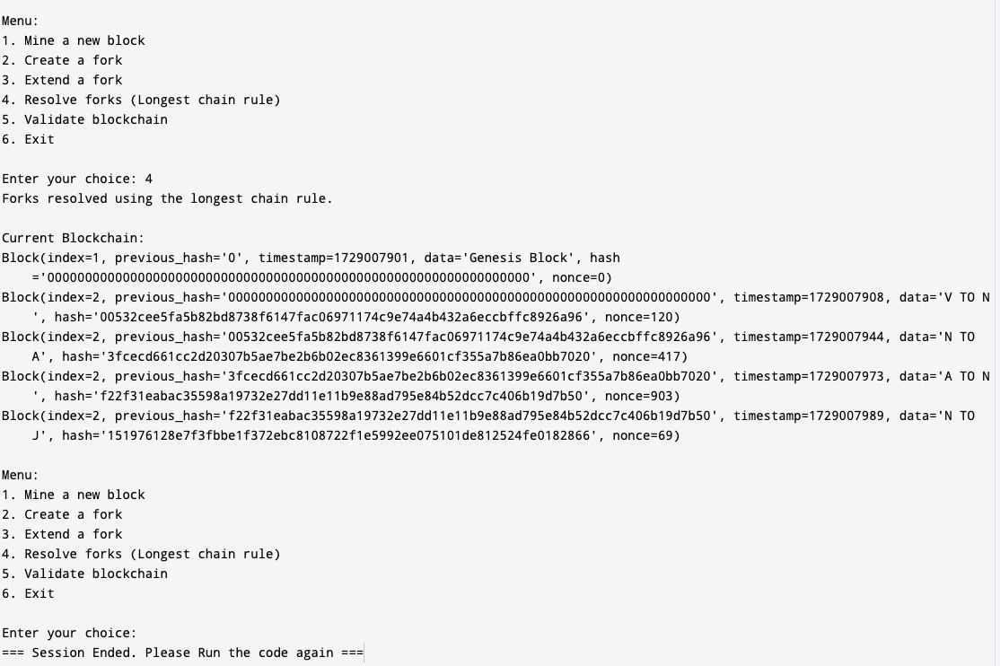 Menu:
1. Mine a new block
2. Create a fork
3. Extend a fork
4. Resolve forks (Longest chain rule)
5. Validate blockchain
6. Exit
Enter your choice: 4
Forks resolved using the longest chain rule.
Current Blockchain:
Block(index=1, previous_hash='0', timestamp=1729007901, data='Genesis Block', hash
='0000000000000000000000000000000000000000000000000000000000000000', nonce=0)
Block(index=2, previous_hash='0000000000000000000000000000000000000000000000000000000000000000', timestamp=1729007908, data='V TO N
', hash='00532cee5fa5b82bd8738f6147fac06971174c9e74a4b432a6eccbffc8926a96', nonce=120)
Block(index=2, previous_hash='00532cee5fa5b82bd8738f6147fac06971174c9e74a4b432a6eccbffc8926a96', timestamp=1729007944, data='N TO
A', hash='3fcecd661cc2d20307b5ae7be2b6b02ec8361399e6601cf355a7b86ea0bb7020', nonce=417)
Block(index=2, previous_hash='3fcecd661cc2d20307b5ae7be2b6b02ec8361399e6601cf355a7b86ea0bb7020', timestamp=1729007973, data='A TO N
', hash='f22f31eabac35598a19732e27dd11e11b9e88ad795e84b52dcc7c406b19d7b50', nonce=903)
Block(index=2, previous_hash='f22f31eabac35598a19732e27dd11e11b9e88ad795e84b52dcc7c406b19d7b50', timestamp=1729007989, data='N TO
J', hash='151976128e7f3fbbe1f372ebc8108722f1e5992ee075101de812524fe0182866', nonce=69)
Menu:
1. Mine a new block
2. Create a fork
3. Extend a fork
4. Resolve forks (Longest chain rule)
5. Validate blockchain
6. Exit
Enter your choice:
=== Session Ended. Please Run the code again ===